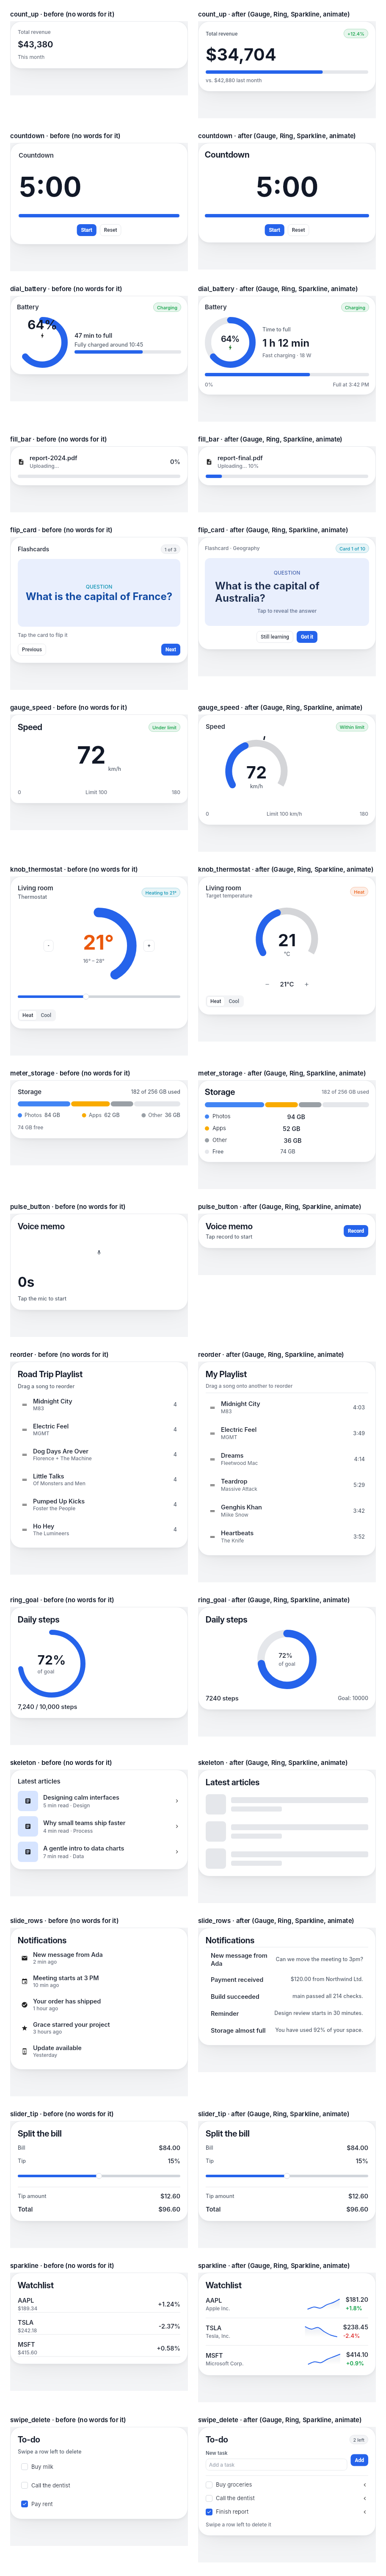 count_up · before (no words for it)
Total revenue
$43,380
This month
count_up · after (Gauge, Ring, Sparkline, animate)
Total revenue
+12.4%
$34,704
vs. $42,880 last month
countdown · before (no words for it)
Countdown
5:00
Start Reset
countdown · after (Gauge, Ring, Sparkline, animate)
Countdown
5:00
Start Reset
dial_battery · before (no words for it)
Battery
Charging
64%
47 min to full
Fully charged around 10:45
dial_battery · after (Gauge, Ring, Sparkline, animate)
Battery
Charging
64%
Time to full
1 h 12 min
Fast charging · 18 W
0% Full at 3:42 PM
fill_bar · before (no words for it)
report-2024.pdf
Uploading...
0%
fill_bar · after (Gauge, Ring, Sparkline, animate)
report-final.pdf
Uploading... 10%
flip_card · before (no words for it)
Flashcards
1 of 3
QUESTION
What is the capital of France?
Tap the card to flip it
Previous Next
flip_card · after (Gauge, Ring, Sparkline, animate)
Flashcard · Geography
Card 1 of 10
QUESTION
What is the capital of
Australia?
Tap to reveal the answer
Still learning Got it
gauge_speed · before (no words for it)
Speed
Under limit
72 km/h
0 Limit 100 180
gauge_speed · after (Gauge, Ring, Sparkline, animate)
Speed
Within limit
72
km/h
0 Limit 100 km/h 180
knob_thermostat · before (no words for it)
Living room
Thermostat
Heating to 21°
- 21° +
16° – 28°
Heat Cool
knob_thermostat · after (Gauge, Ring, Sparkline, animate)
Living room
Target temperature
Heat
21
°C
− 21°C +
Heat Cool
meter_storage · before (no words for it)
Storage
182 of 256 GB used
Photos 84 GB Apps 62 GB Other 36 GB
74 GB free
meter_storage · after (Gauge, Ring, Sparkline, animate)
Storage
182 of 256 GB used
Photos 94 GB
Apps 52 GB
Other 36 GB
Free 74 GB
pulse_button · before (no words for it)
Voice memo
0s
Tap the mic to start
pulse_button · after (Gauge, Ring, Sparkline, animate)
Voice memo
Tap record to start
Record
reorder · before (no words for it)
Road Trip Playlist
Drag a song to reorder
Midnight City
M83
4
Electric Feel
MGMT
4
Dog Days Are Over
Florence + The Machine
4
Little Talks
Of Monsters and Men
4
Pumped Up Kicks
Foster the People
4
Ho Hey
The Lumineers
4
reorder · after (Gauge, Ring, Sparkline, animate)
My Playlist
Drag a song onto another to reorder
Midnight City
M83
4:03
Electric Feel
MGMT
3:49
Dreams
Fleetwood Mac
4:14
Teardrop
Massive Attack
5:29
Genghis Khan
Miike Snow
3:42
Heartbeats
The Knife
3:52
ring_goal · before (no words for it)
Daily steps
72%
of goal
7,240 / 10,000 steps
ring_goal · after (Gauge, Ring, Sparkline, animate)
Daily steps
72%
of goal
7240 steps Goal: 10000
skeleton · before (no words for it)
Latest articles
Designing calm interfaces
5 min read · Design
Why small teams ship faster
4 min read · Process
A gentle intro to data charts
7 min read · Data
skeleton · after (Gauge, Ring, Sparkline, animate)
Latest articles
slide_rows · before (no words for it)
Notifications
New message from Ada
2 min ago
Meeting starts at 3 PM
10 min ago
Your order has shipped
1 hour ago
Grace starred your project
3 hours ago
Update available
Yesterday
slide_rows · after (Gauge, Ring, Sparkline, animate)
Notifications
New message from
Ada
Can we move the meeting to 3pm?
Payment received $120.00 from Northwind Ltd.
Build succeeded main passed all 214 checks.
Reminder Design review starts in 30 minutes.
Storage almost full You have used 92% of your space.
slider_tip · before (no words for it)
Split the bill
Bill $84.00
Tip 15%
Tip amount $12.60
Total $96.60
slider_tip · after (Gauge, Ring, Sparkline, animate)
Split the bill
Bill $84.00
Tip 15%
Tip amount $12.60
Total $96.60
sparkline · before (no words for it)
Watchlist
AAPL
$189.34
+1.24%
TSLA
$242.18
-2.37%
MSFT
$415.60
+0.58%
sparkline · after (Gauge, Ring, Sparkline, animate)
Watchlist
AAPL
Apple Inc.
$181.20
+1.8%
TSLA
Tesla, Inc.
$238.45
-2.4%
MSFT
Microsoft Corp.
$414.10
+0.9%
swipe_delete · before (no words for it)
To-do
Swipe a row left to delete
Buy milk
Call the dentist
Pay rent
swipe_delete · after (Gauge, Ring, Sparkline, animate)
To-do
2 left
New task
Add a task
Add
Buy groceries
Call the dentist
Finish report
Swipe a row left to delete it